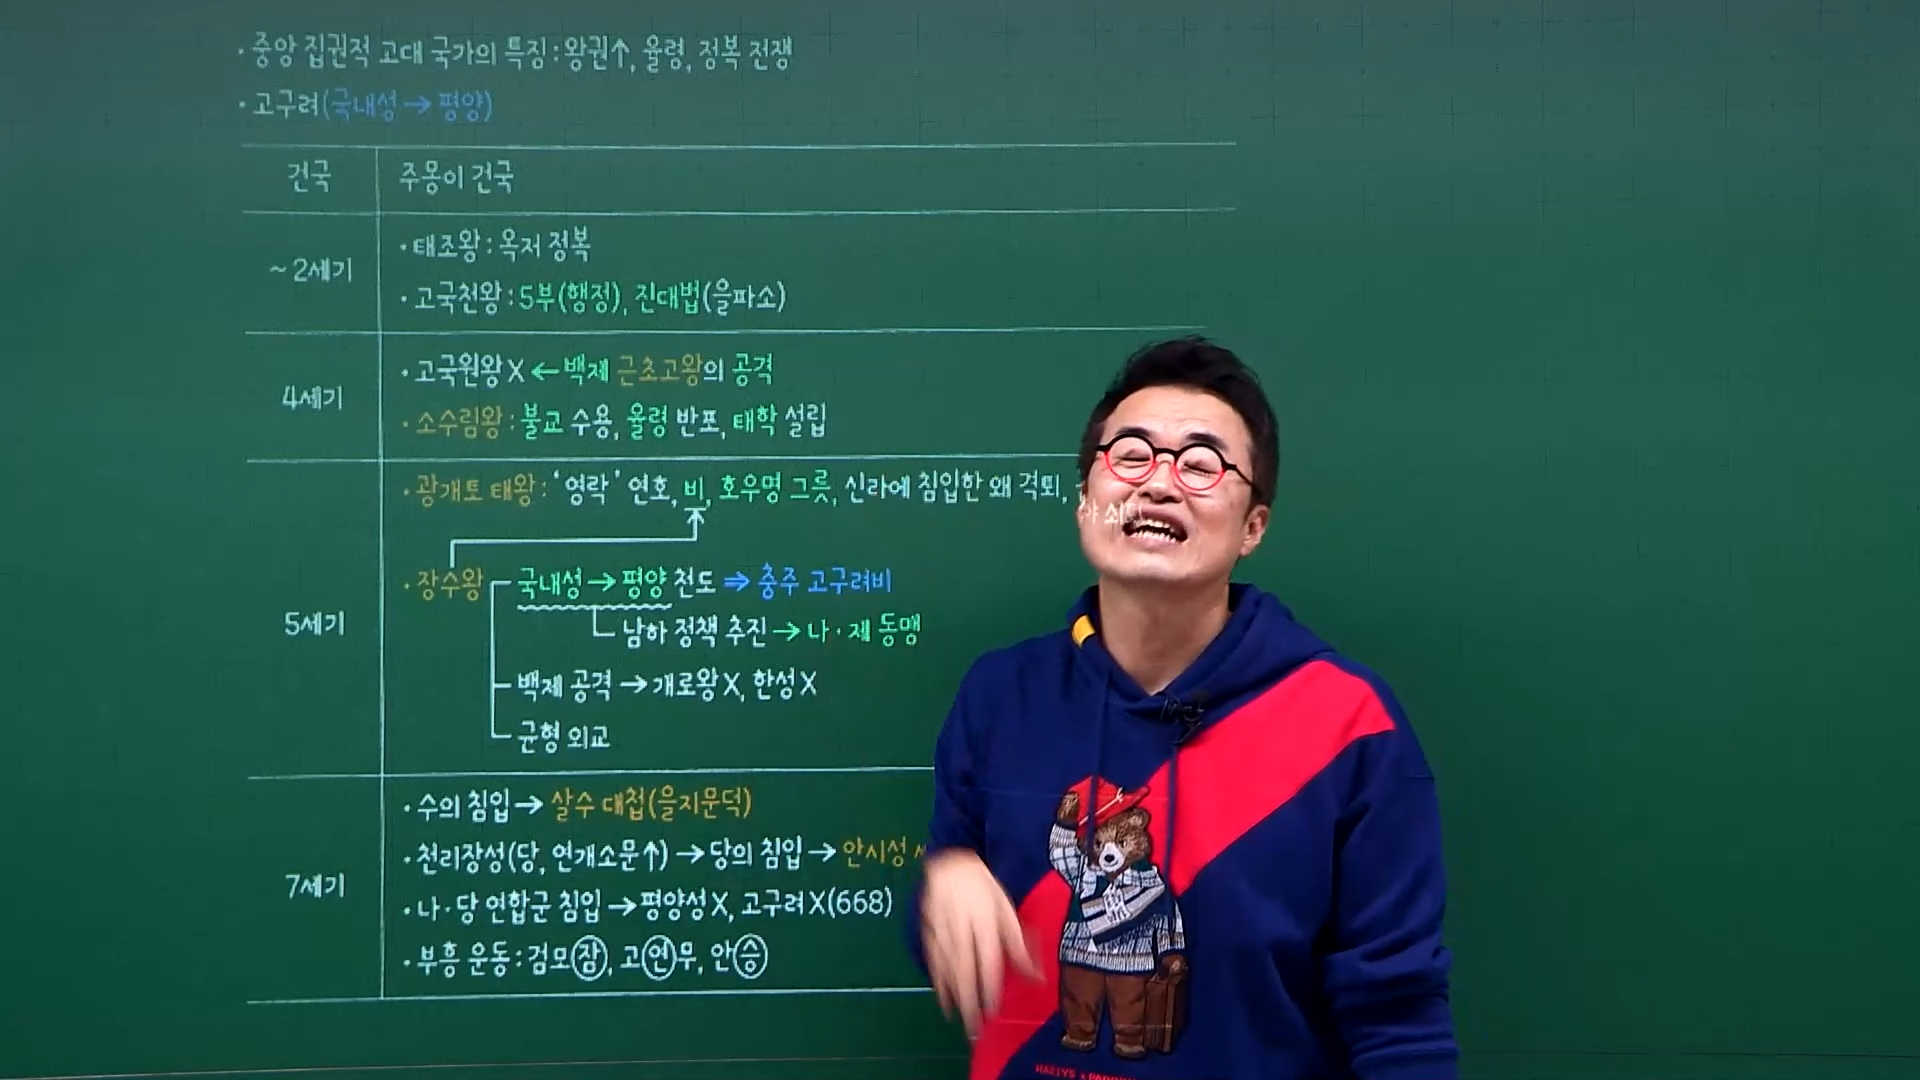 · 중앙 집권적 고대 국가의 특징 : 왕권↑, 율령, 정복 전쟁
· 고구려(국내성 → 평양)
건국 주몽이 건국
~ 2세기
· 태조왕 : 옥저 정복
· 고국천왕 : 5부(행정), 진대법(을파소)
4세기
· 고국원왕 X ← 백제 근초고왕의 공격
· 소수림왕 : 불교 수용, 율령 반포, 태학 설립
5세기
· 광개토 태왕 : '영락' 연호, 비, 호우명 그릇, 신라에 침입한 왜 격퇴,
· 장수왕 국내성 → 평양 천도 ⇒ 충주 고구려비
남하 정책 추진 → 나 · 제 동맹
백제 공격 → 개로왕 X, 한성 X
균형 외교
7세기
· 수의 침입 → 살수 대첩(을지문덕)
· 천리장성(당, 연개소문↑) → 당의 침입 → 안시성
· 나 · 당 연합군 침입 → 평양성 X, 고구려 X(668)
· 부흥 운동 : 검모잠, 고연무, 안승